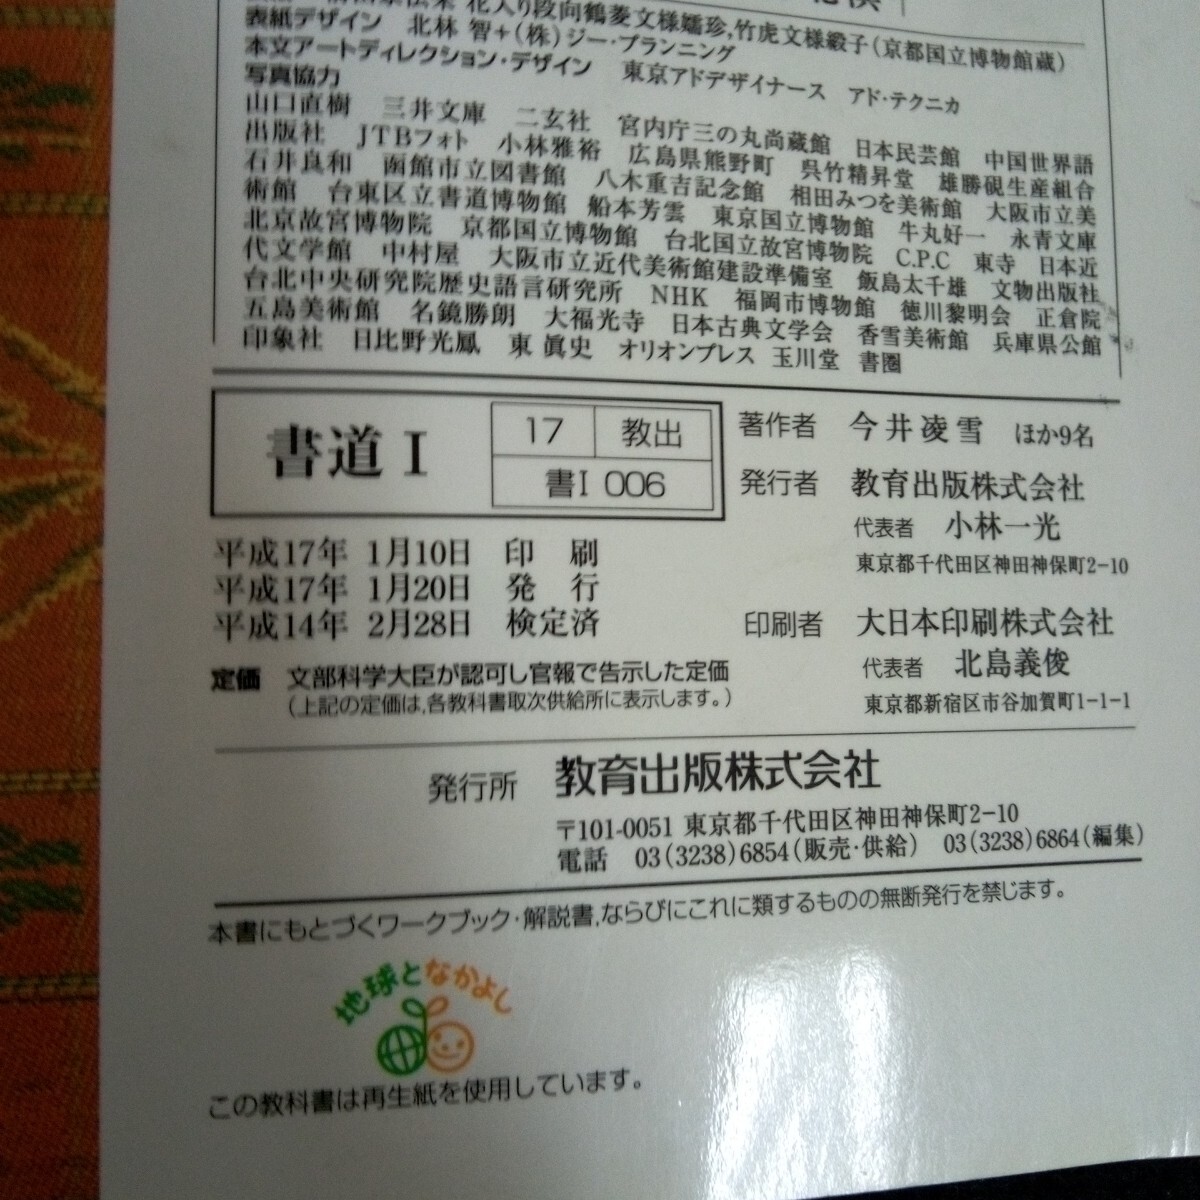 花入り段向鶴菱文様繻珍,竹虎文様緞子(京都国立博物館蔵)
表紙デザイン 北林 智+(株)ジー・プランニング
本文アートディレクション・デザイン 東京アドデザイナース アド・テクニカ
写真協力
山口直樹 三井文庫 二玄社 宮内庁三の丸尚蔵館 日本民芸館 中国世界語
出版社 JTBフォト 小林雅裕 広島県熊野町 呉竹精昇堂 雄勝硯生産組合
石井良和 函館市立図書館 八木重吉記念館 相田みつを美術館 大阪市立美
術館 台東区立書道博物館 船本芳雲 東京国立博物館 牛丸好一 永青文庫
北京故宮博物院 京都国立博物館 台北国立故宮博物院 C.P.C 東寺 日本近
代文学館 中村屋 大阪市立近代美術館建設準備室 飯島太千雄 文物出版社
台北中央研究院歴史語言研究所 NHK 福岡市博物館 徳川黎明会 正倉院
五島美術館 名鏡勝朗 大福光寺 日本古典文学会 香雪美術館 兵庫県公館
印象社 日比野光鳳 東 眞史 オリオンプレス 玉川堂 書圏
書道 I
17 教出
書I 006
著作者 今井凌雪 ほか9名
発行者 教育出版株式会社
代表者 小林一光
東京都千代田区神田神保町2-10
平成17年 1月10日 印 刷
平成17年 1月20日 発 行
平成14年 2月28日 検定済
印刷者 大日本印刷株式会社
代表者 北島義俊
東京都新宿区市谷加賀町1-1-1
定価 文部科学大臣が認可し官報で告示した定価
(上記の定価は,各教科書取次供給所に表示します。)
発行所 教育出版株式会社
〒101-0051 東京都千代田区神田神保町2-10
電話 03(3238)6854(販売・供給) 03(3238)6864(編集)
本書にもとづくワークブック・解説書,ならびにこれに類するものの無断発行を禁じます。
地球となかよし
この教科書は再生紙を使用しています。